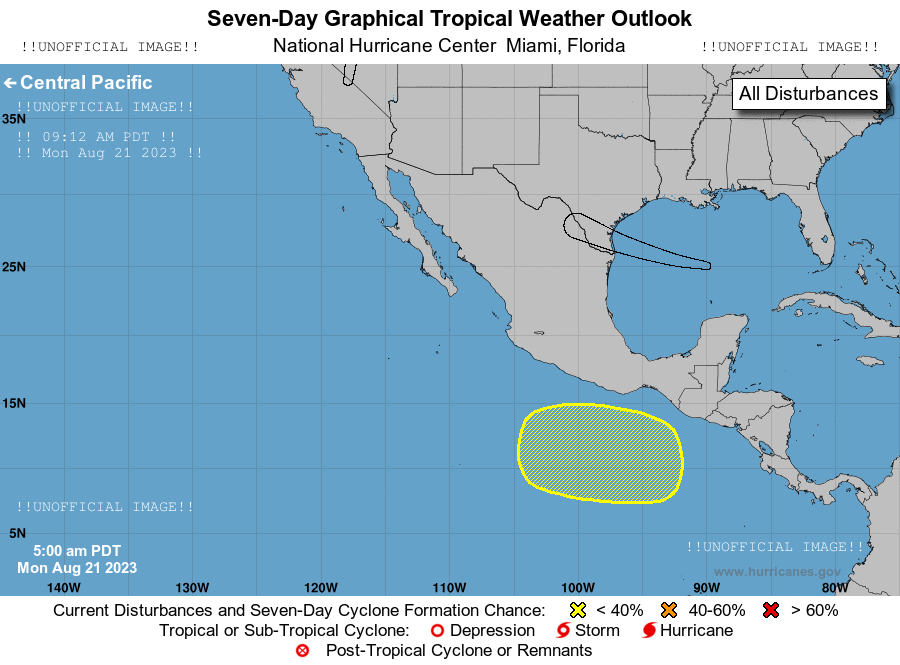 Seven-Day Graphical Tropical Weather Outlook
!!UNOFFICIAL IMAGE!! National Hurricane Center Miami, Florida !!UNOFFICIAL IMAGE!!
Central Pacific
All Disturbances
!!UNOFFICIAL IMAGE!!
35N
!! 09:12 AM PDT !!
!! Mon Aug 21 2023 !!
25N
15N
!!UNOFFICIAL IMAGE!!
5N
!!UNOFFICIAL IMAGE!!
5:00 am PDT
Mon Aug 21 2023
www.hurricanes.gov
140W 130W 120W 110W 100W 90W 80W
Current Disturbances and Seven-Day Cyclone Formation Chance: < 40% 40-60% > 60%
Tropical or Sub-Tropical Cyclone: Depression Storm Hurricane
Post-Tropical Cyclone or Remnants